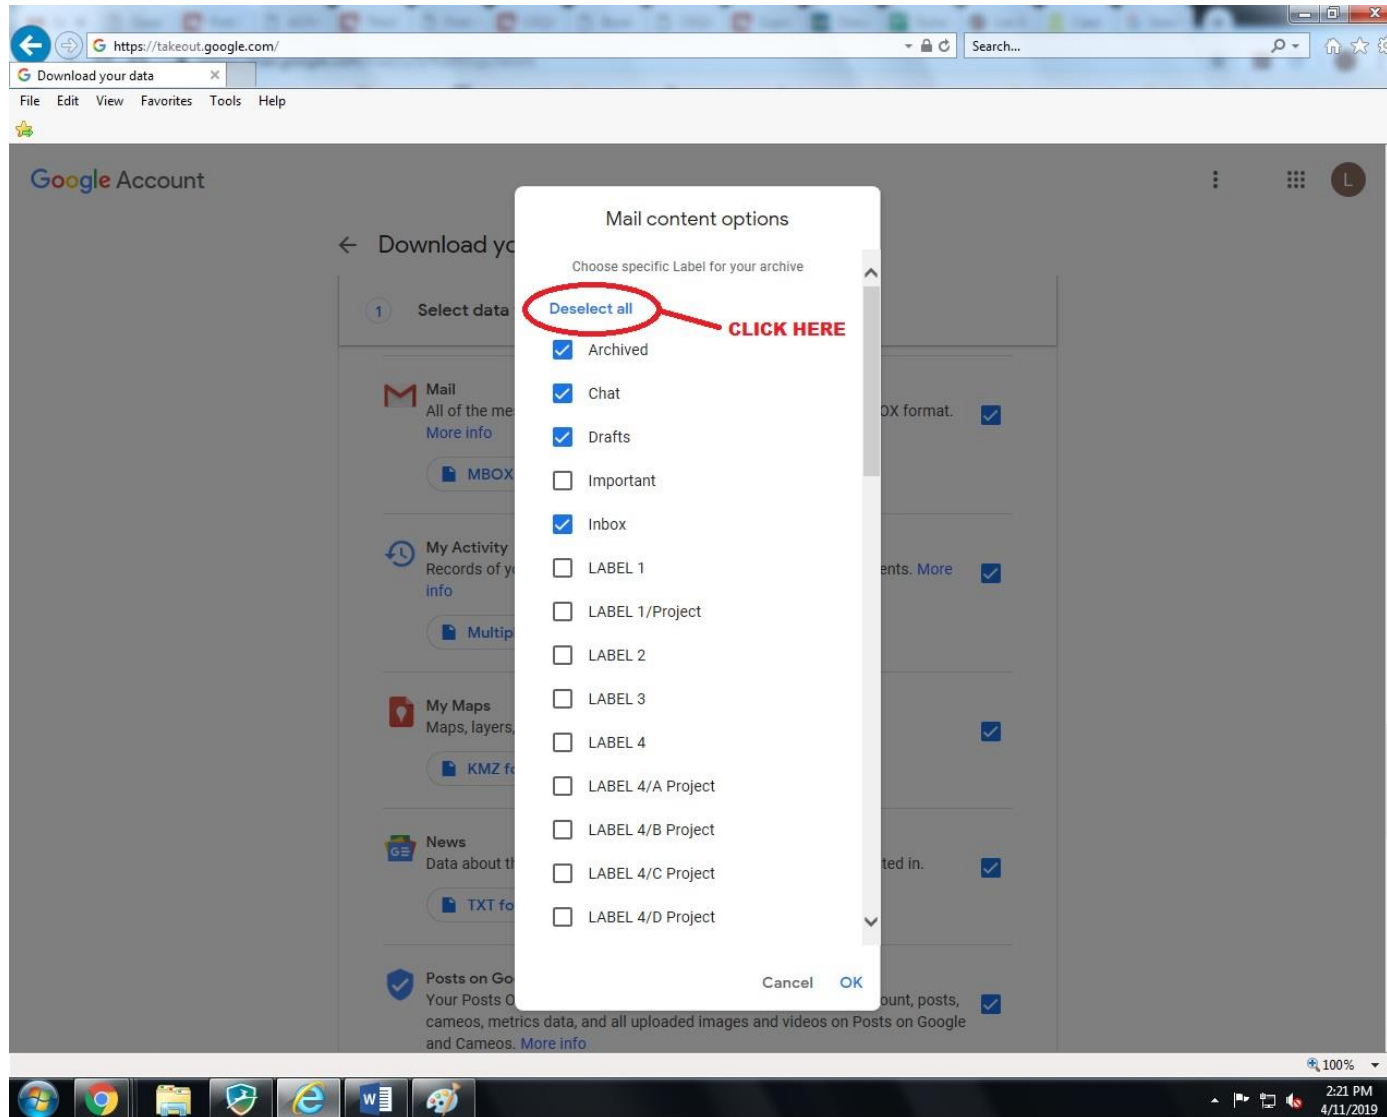 https://takeout.google.com/
Search...
Download your data
File Edit View Favorites Tools Help
Google Account
L
Mail content options
Download yo
Choose specific Label for your archive
1 Select data
Deselect all
CLICK HERE
Archived
Mail
All of the me
OX format.
More info
Chat
Drafts
MBOX
Important
Inbox
My Activity
Records of yo
ents. More
info
LABEL 1
LABEL 1/Project
Multip
LABEL 2
My Maps
Maps, layers,
LABEL 3
LABEL 4
KMZ fo
LABEL 4/A Project
News
Data about th
ted in.
LABEL 4/B Project
LABEL 4/C Project
TXT fo
LABEL 4/D Project
Cancel OK
Posts on Go
Your Posts O
ount, posts,
cameos, metrics data, and all uploaded images and videos on Posts on Google
and Cameos. More info
100%
2:21 PM
4/11/2019